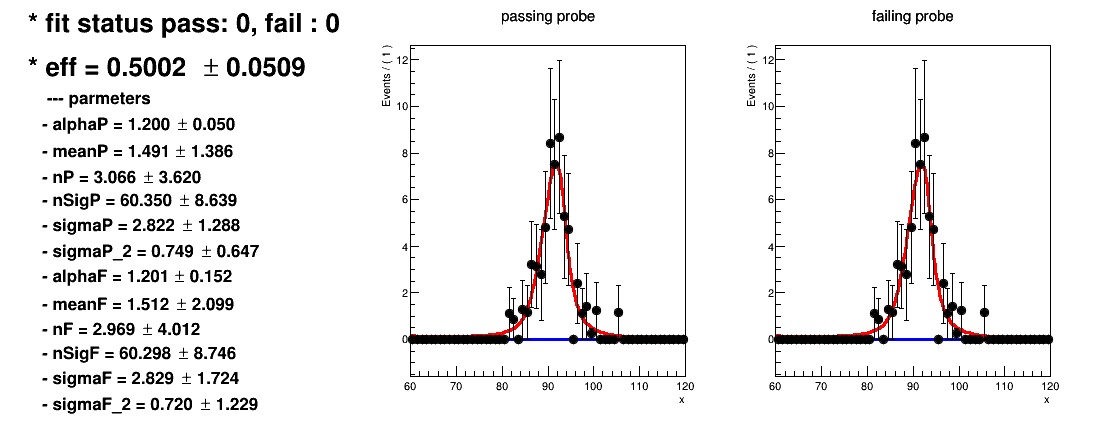 * fit status pass: 0, fail : 0
* eff = 0.5002 ± 0.0509
--- parmeters
- alphaP = 1.200 ± 0.050
- meanP = 1.491 ± 1.386
- nP = 3.066 ± 3.620
- nSigP = 60.350 ± 8.639
- sigmaP = 2.822 ± 1.288
- sigmaP_2 = 0.749 ± 0.647
- alphaF = 1.201 ± 0.152
- meanF = 1.512 ± 2.099
- nF = 2.969 ± 4.012
- nSigF = 60.298 ± 8.746
- sigmaF = 2.829 ± 1.724
- sigmaF_2 = 0.720 ± 1.229
passing probe
Events / ( 1 )
12
10
8
6
4
2
0
60 70 80 90 100 110 120
x
failing probe
Events / ( 1 )
12
10
8
6
4
2
0
60 70 80 90 100 110 120
x